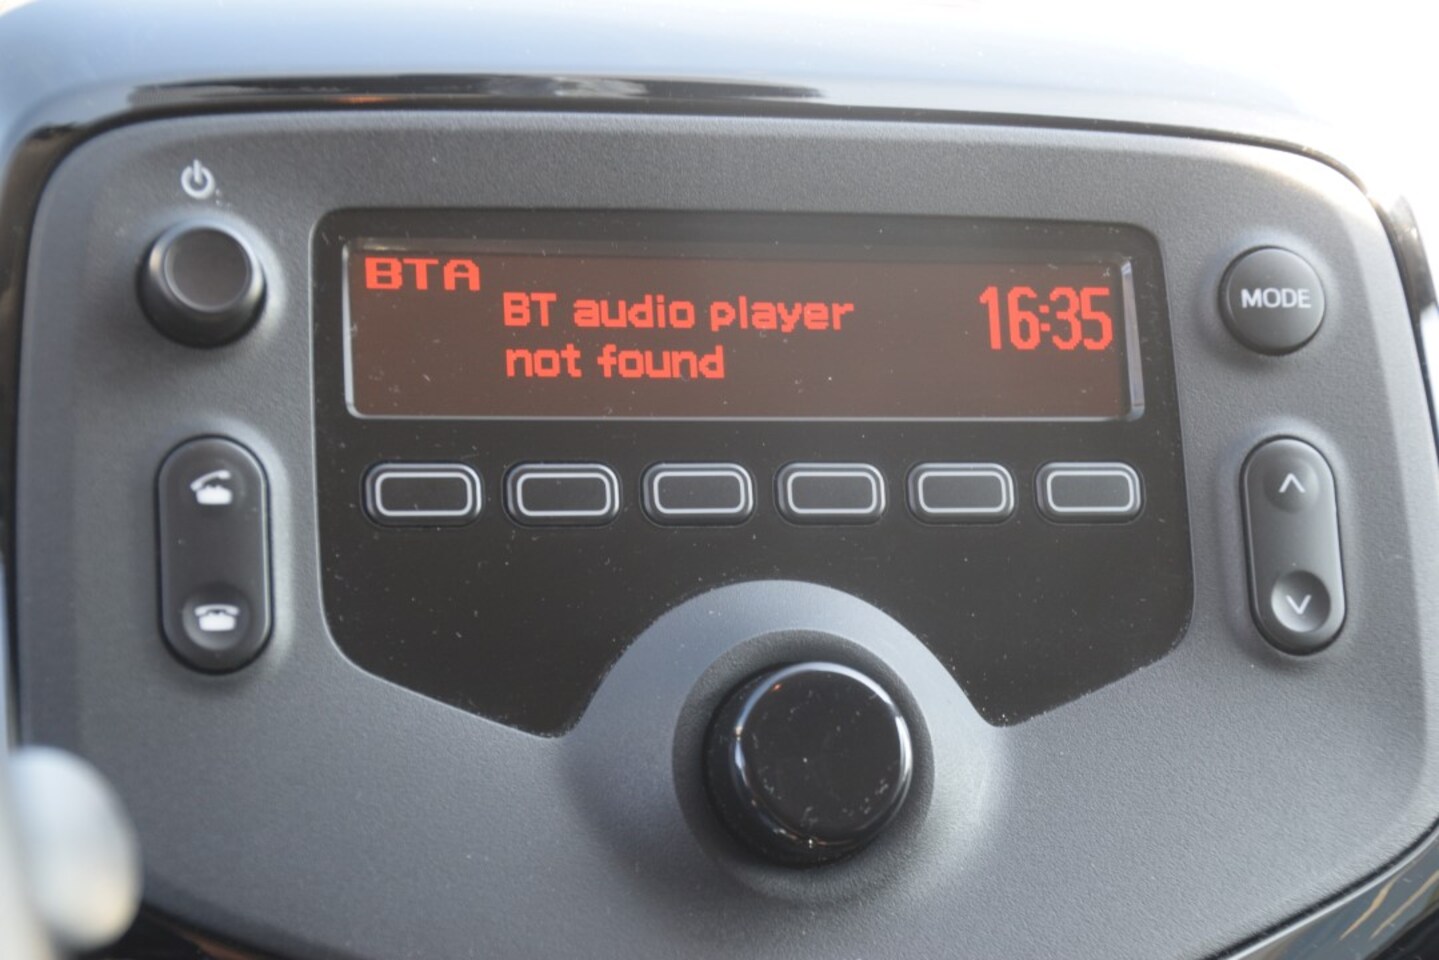 BTA
BT audio player
not found
16:35
MODE